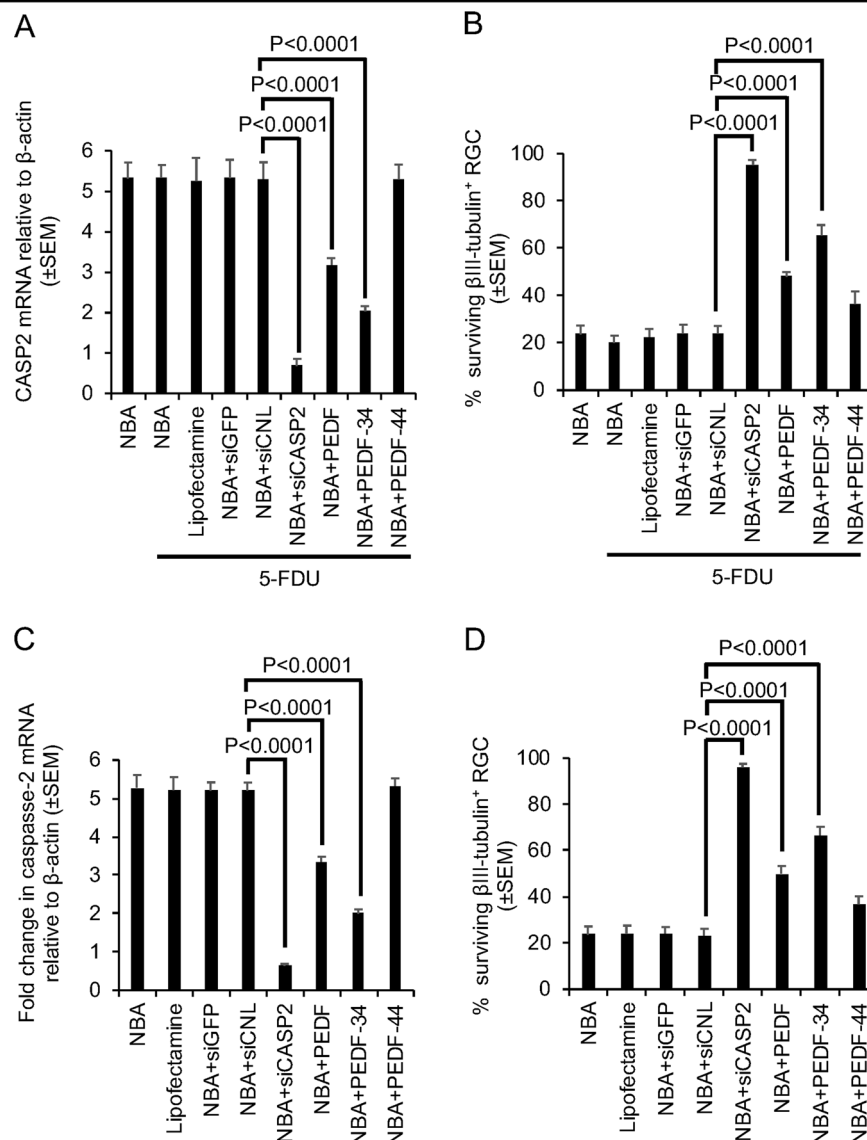 A
P<0.0001
P<0.0001
P<0.0001
CASP2 mRNA relative to β-actin
(±SEM)
6
5
4
3
2
1
0
NBA
NBA
Lipofectamine
NBA+siGFP
NBA+siCNL
NBA+siCASP2
NBA+PEDF
NBA+PEDF-34
NBA+PEDF-44
5-FDU
B
P<0.0001
P<0.0001
P<0.0001
% surviving βIII-tubulin⁺ RGC
(±SEM)
100
80
60
40
20
0
NBA
NBA
Lipofectamine
NBA+siGFP
NBA+siCNL
NBA+siCASP2
NBA+PEDF
NBA+PEDF-34
NBA+PEDF-44
5-FDU
C
P<0.0001
P<0.0001
P<0.0001
Fold change in caspasse-2 mRNA
relative to β-actin (±SEM)
6
5
4
3
2
1
0
NBA
Lipofectamine
NBA+siGFP
NBA+siCNL
NBA+siCASP2
NBA+PEDF
NBA+PEDF-34
NBA+PEDF-44
D
P<0.0001
P<0.0001
P<0.0001
% surviving βIII-tubulin⁺ RGC
(±SEM)
100
80
60
40
20
0
NBA
Lipofectamine
NBA+siGFP
NBA+siCNL
NBA+siCASP2
NBA+PEDF
NBA+PEDF-34
NBA+PEDF-44